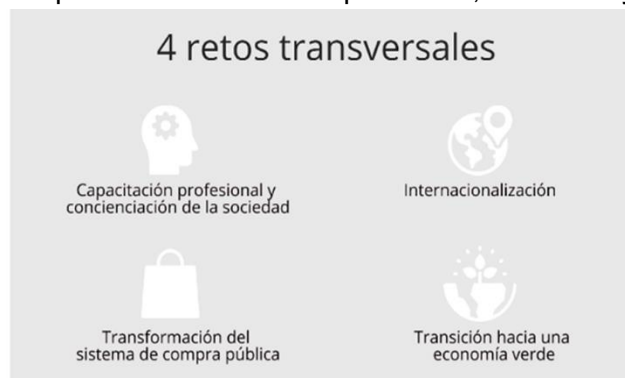 4 retos transversales
Capacitación profesional y
concienciación de la sociedad
Internacionalización
Transformación del
sistema de compra pública
Transición hacia una
economía verde